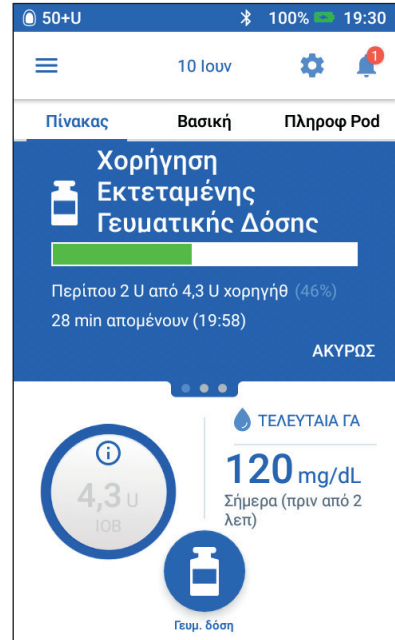 50+U 100% 19:30
10 Ιουν 1
Πίνακας Βασική Πληροφ Pod
Χορήγηση
Εκτεταμένης
Γευματικής Δόσης
Περίπου 2 U από 4,3 U χορηγήθ (46%)
28 min απομένουν (19:58)
ΑΚΥΡΩΣ
ΤΕΛΕΥΤΑΙΑ ΓΑ
120 mg/dL
Σήμερα (πριν από 2
λεπ)
4,3 U
IOB
Γευμ. δόση